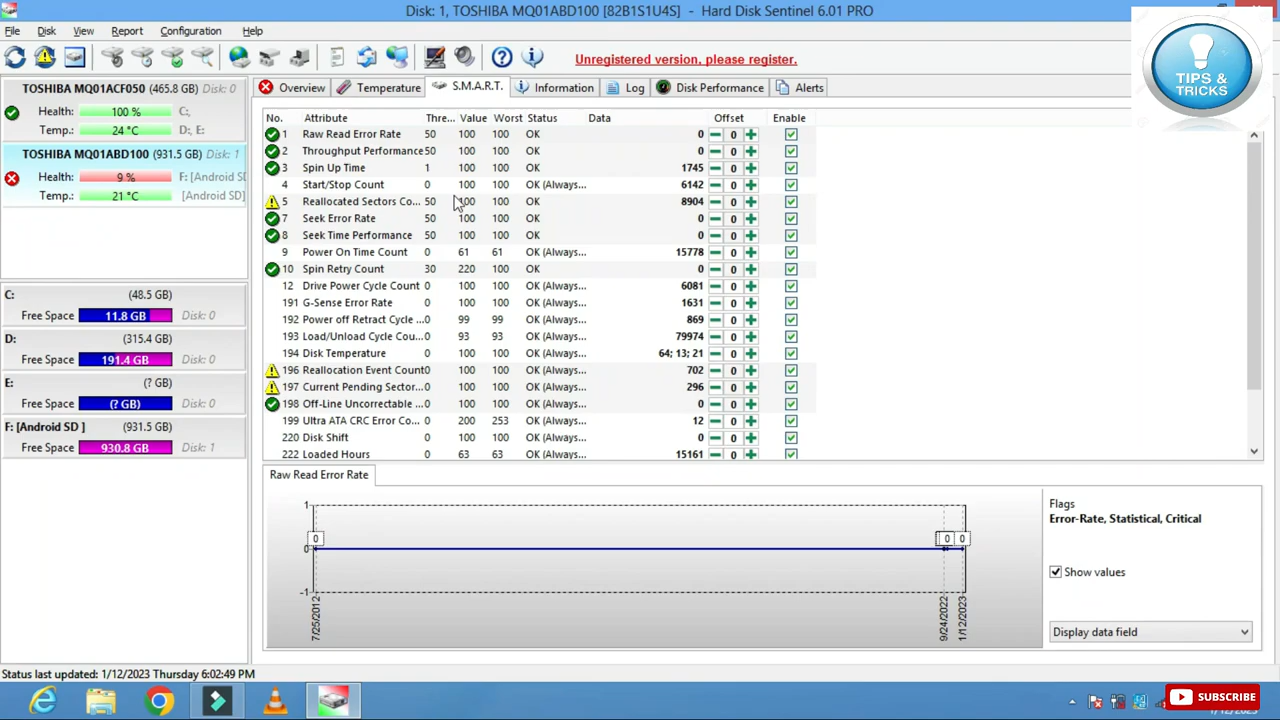 Disk: 1, TOSHIBA MQ01ABD100 [82B1S1U4S] - Hard Disk Sentinel 6.01 PRO
File Disk View Report Configuration Help
Unregistered version, please register.
TIPS &
TRICKS
TOSHIBA MQ01ACF050 (465.8 GB) Disk: 0
Health: 100 % C:,
Temp.: 24 °C D:, E:
TOSHIBA MQ01ABD100 (931.5 GB) Disk: 1
Health: 9 % F: [Android SD
Temp.: 21 °C [Android SD]
C: (48.5 GB)
Free Space 11.8 GB Disk: 0
D: (315.4 GB)
Free Space 191.4 GB Disk: 0
E: (? GB)
Free Space (? GB) Disk: 0
F: [Android SD ] (931.5 GB)
Free Space 930.8 GB Disk: 1
Overview Temperature S.M.A.R.T. Information Log Disk Performance Alerts
No. Attribute Thre... Value Worst Status Data Offset Enable
1 Raw Read Error Rate 50 100 100 OK 0 0
2 Throughput Performance 50 100 100 OK 0 0
3 Spin Up Time 1 100 100 OK 1745 0
4 Start/Stop Count 0 100 100 OK (Always... 6142 0
5 Reallocated Sectors Co... 50 100 100 OK 8904 0
7 Seek Error Rate 50 100 100 OK 0 0
8 Seek Time Performance 50 100 100 OK 0 0
9 Power On Time Count 0 61 61 OK (Always... 15778 0
10 Spin Retry Count 30 220 100 OK 0 0
12 Drive Power Cycle Count 0 100 100 OK (Always... 6081 0
191 G-Sense Error Rate 0 100 100 OK (Always... 1631 0
192 Power off Retract Cycle ... 0 99 99 OK (Always... 869 0
193 Load/Unload Cycle Cou... 0 93 93 OK (Always... 79974 0
194 Disk Temperature 0 100 100 OK (Always... 64; 13; 21 0
196 Reallocation Event Count 0 100 100 OK (Always... 702 0
197 Current Pending Sector... 0 100 100 OK (Always... 296 0
198 Off-Line Uncorrectable ... 0 100 100 OK (Always... 0 0
199 Ultra ATA CRC Error Co... 0 200 253 OK (Always... 12 0
220 Disk Shift 0 100 100 OK (Always... 0 0
222 Loaded Hours 0 63 63 OK (Always... 15161 0
Raw Read Error Rate
1
0
-1
0 0 0
7/25/2012
9/24/2022
1/12/2023
Flags
Error-Rate, Statistical, Critical
Show values
Display data field
Status last updated: 1/12/2023 Thursday 6:02:49 PM
SUBSCRIBE